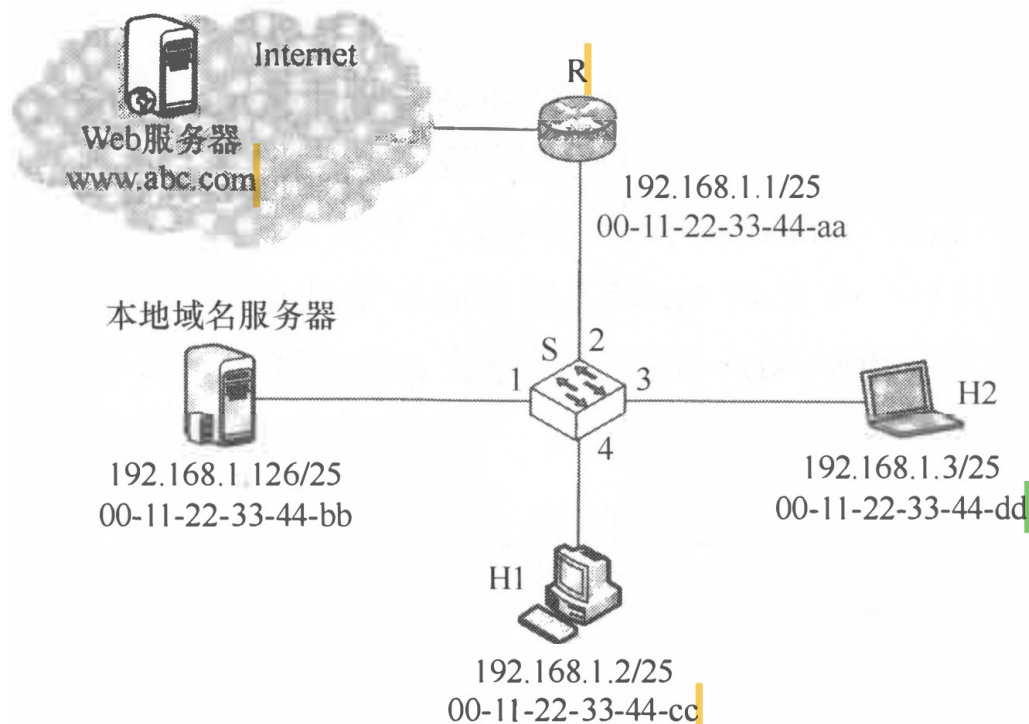 Internet
Web服务器
www.abc.com
R
192.168.1.1/25
00-11-22-33-44-aa
本地域名服务器
192.168.1.126/25
00-11-22-33-44-bb
S
1
2
3
4
H2
192.168.1.3/25
00-11-22-33-44-dd
H1
192.168.1.2/25
00-11-22-33-44-cc